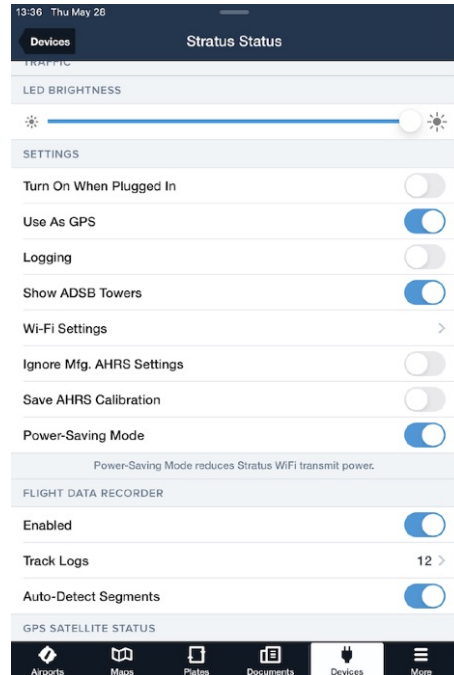 13:36 Thu May 28
Devices
Stratus Status
TRAFFIC
LED BRIGHTNESS
SETTINGS
Turn On When Plugged In
Use As GPS
Logging
Show ADSB Towers
Wi-Fi Settings
Ignore Mfg. AHRS Settings
Save AHRS Calibration
Power-Saving Mode
Power-Saving Mode reduces Stratus WiFi transmit power.
FLIGHT DATA RECORDER
Enabled
Track Logs 12
Auto-Detect Segments
GPS SATELLITE STATUS
Airports Maps Plates Documents Devices More